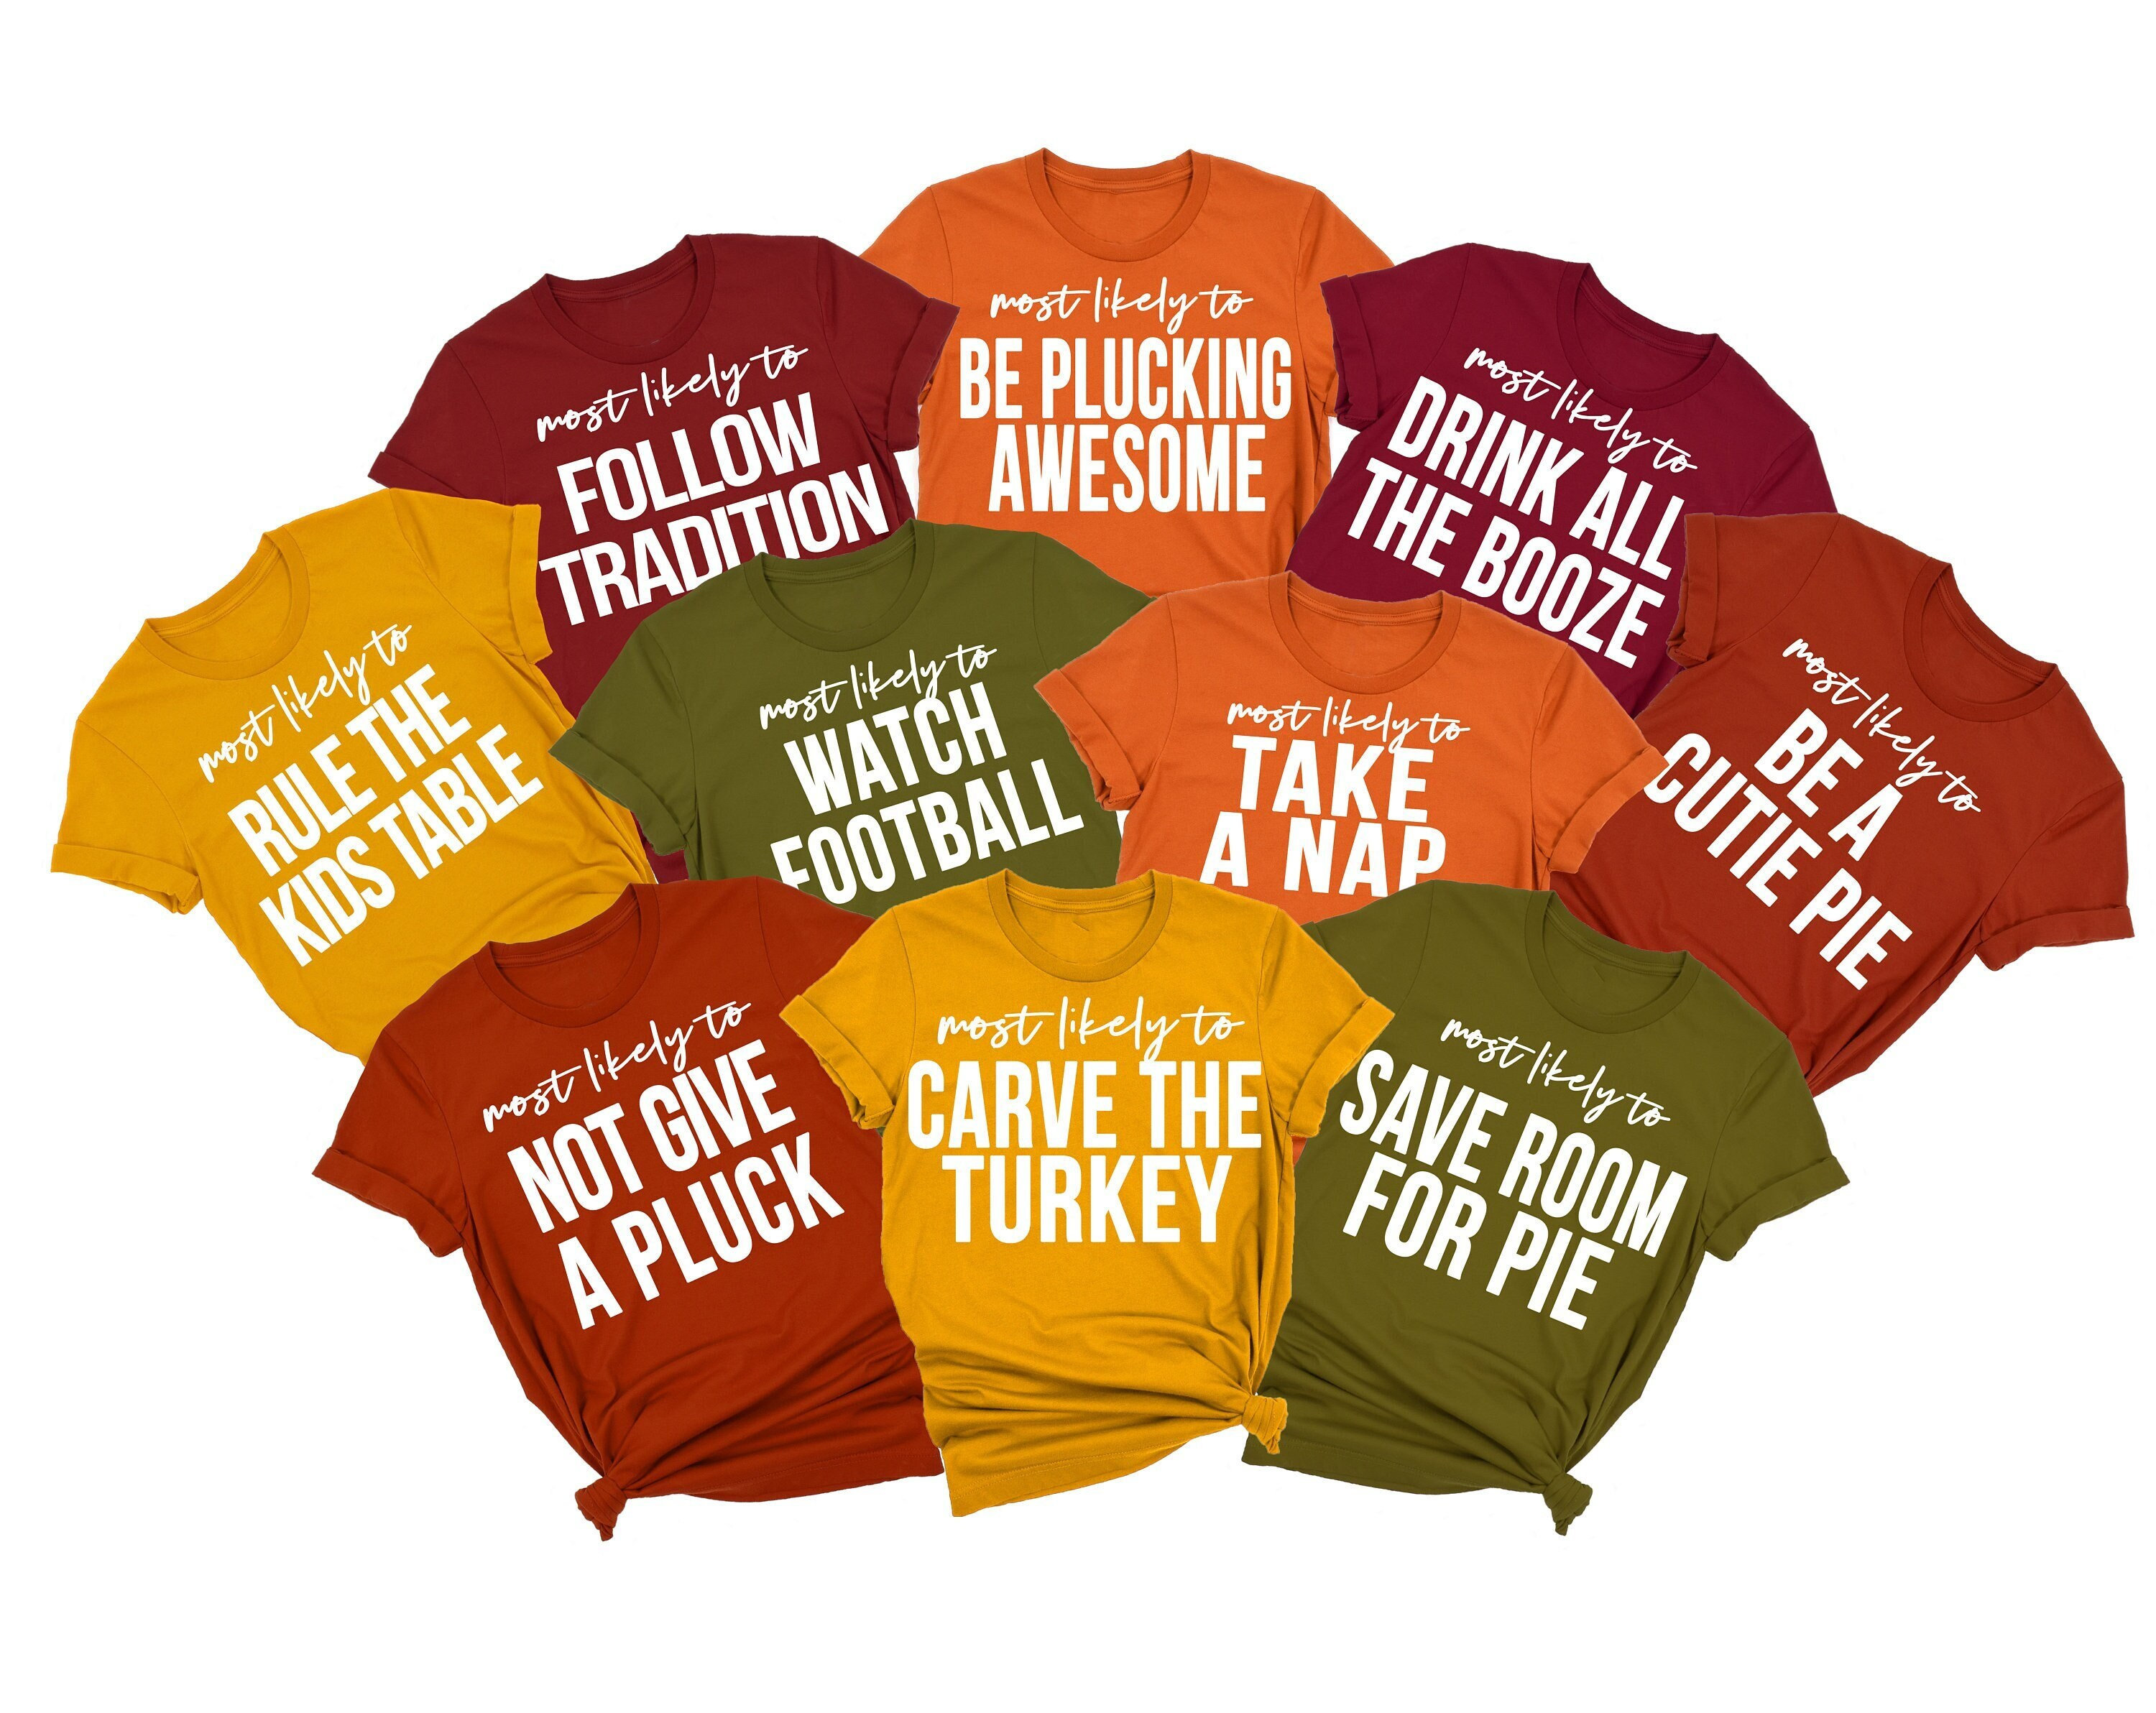 most likely to
BE PLUCKING
AWESOME
most likely to
FOLLOW
TRADITION
most likely to
DRINK ALL
THE BOOZE
most likely to
RULE THE
KIDS TABLE
most likely to
WATCH
FOOTBALL
most likely to
TAKE
A NAP
most likely to
BE A
CUTIE PIE
most likely to
NOT GIVE
A PLUCK
most likely to
CARVE THE
TURKEY
most likely to
SAVE ROOM
FOR PIE